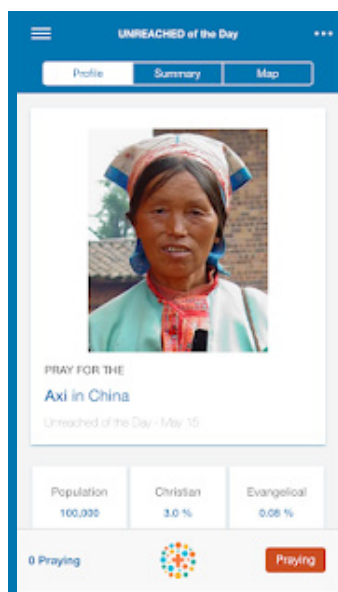 UNREACHED of the Day
Profile Summary Map
PRAY FOR THE
Axi in China
Unreached of the Day - May 15
Population Christian Evangelical
100,000 3.0 % 0.08 %
0 Praying Praying